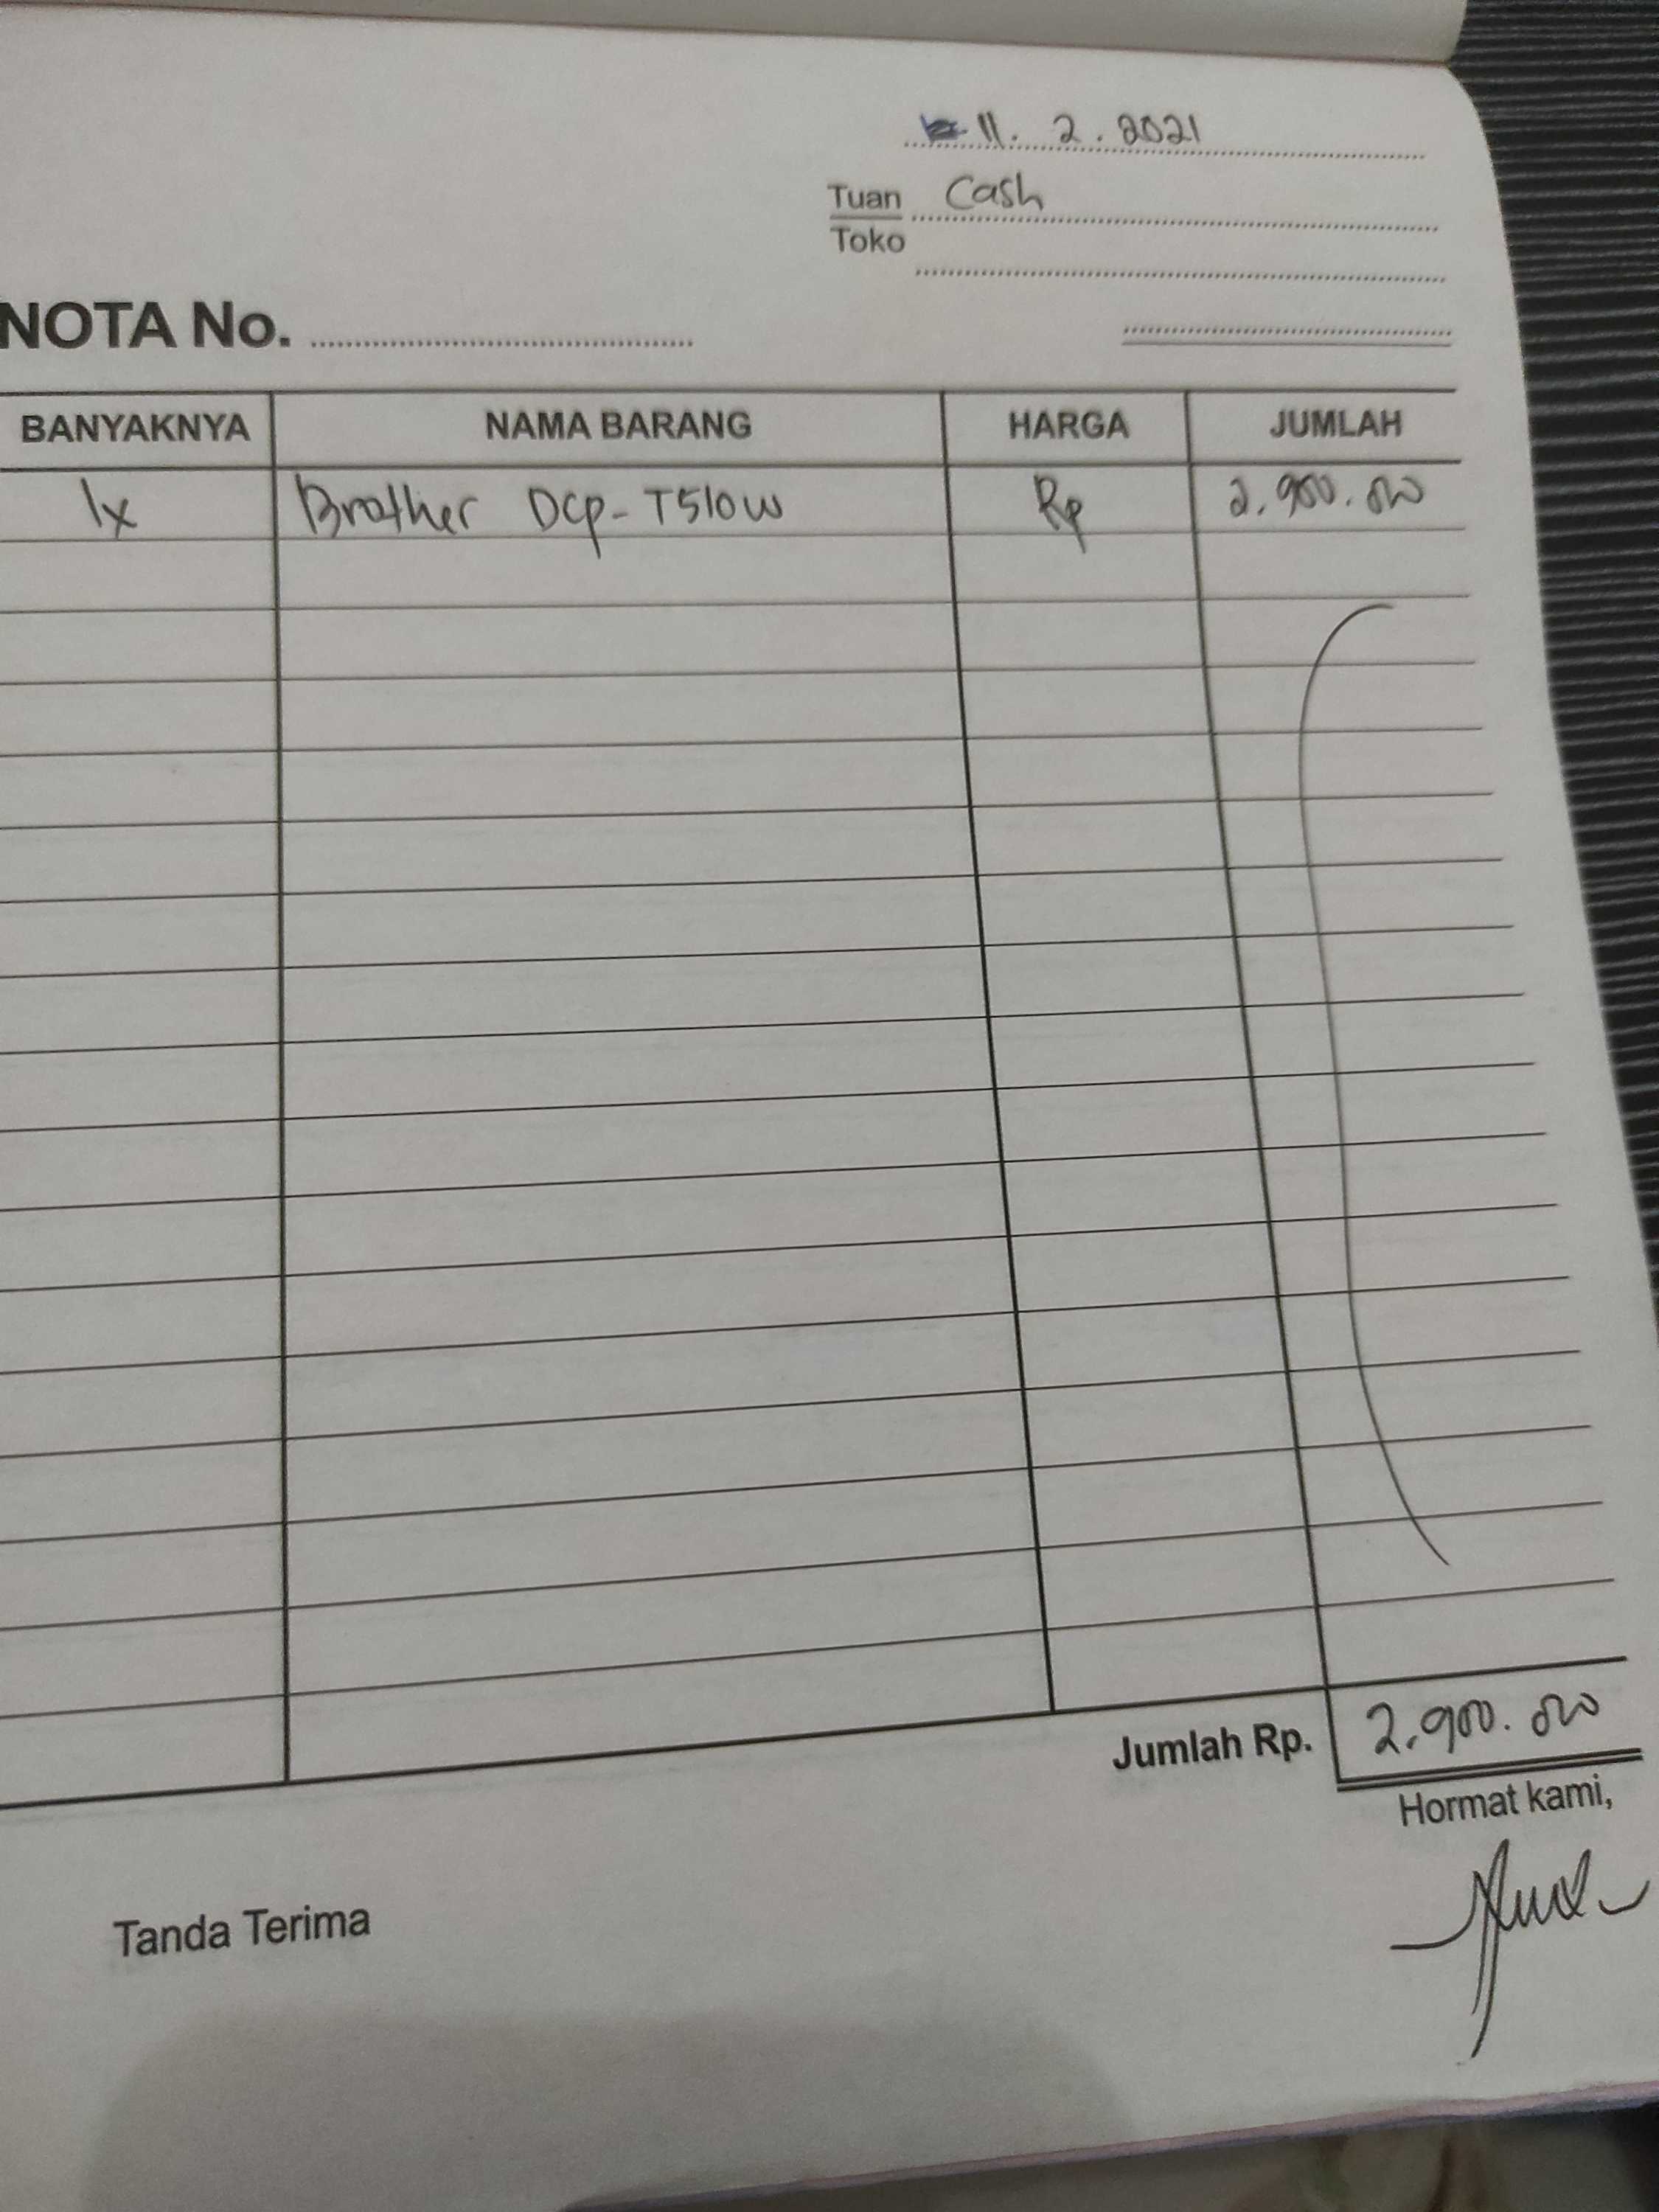 11. 2. 2021
Tuan Cash
Toko
NOTA No.
BANYAKNYA NAMA BARANG HARGA JUMLAH
1x Brother DCP-T510W Rp 2.900.000
Jumlah Rp. 2.900.000
Hormat kami,
Tanda Terima